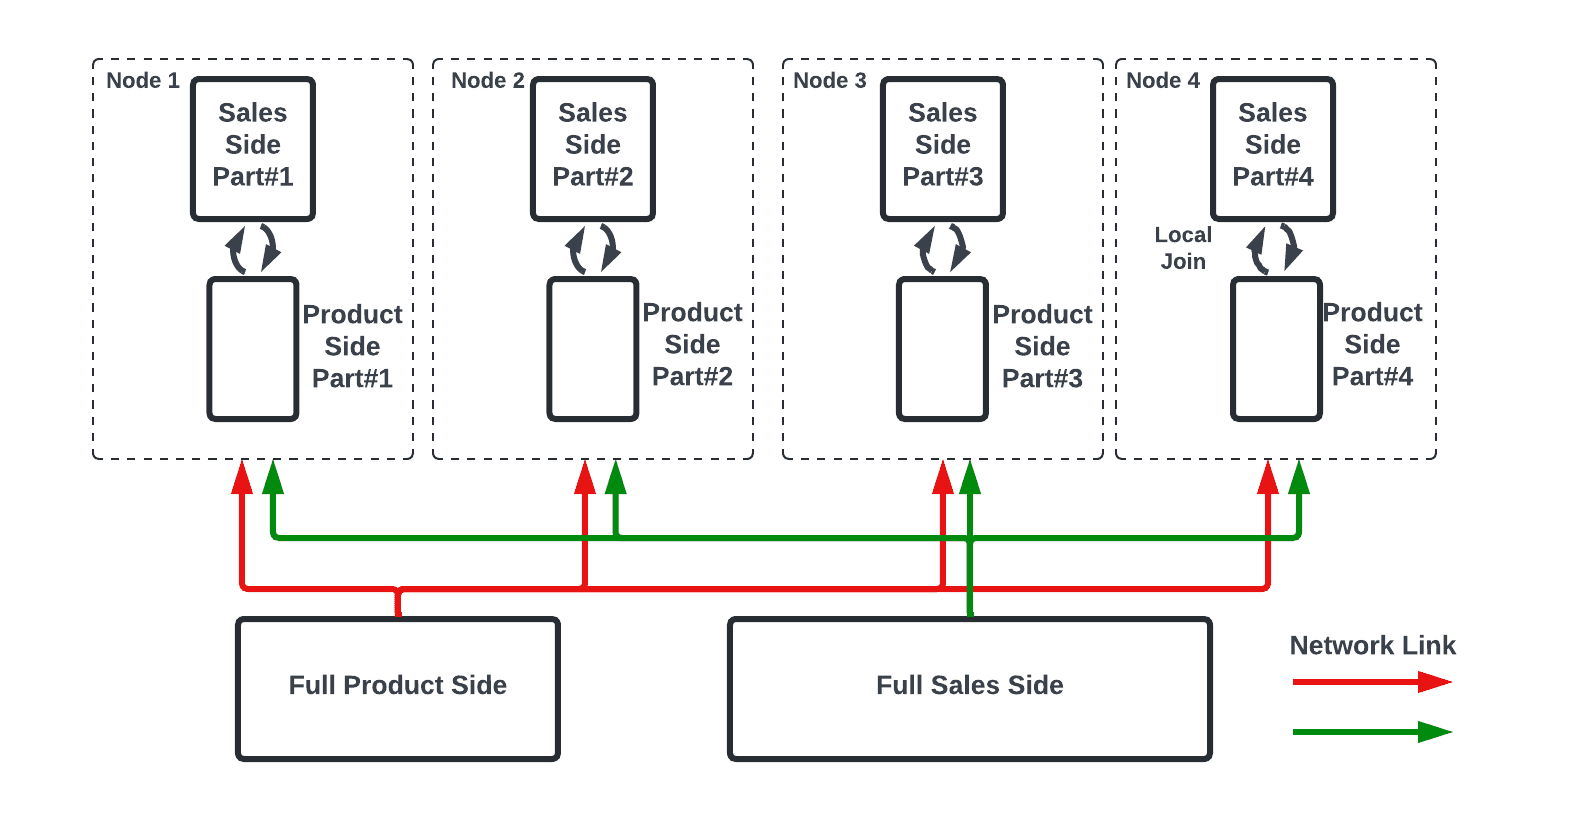 Node 1
Sales
Side
Part#1
Product
Side
Part#1
Node 2
Sales
Side
Part#2
Product
Side
Part#2
Node 3
Sales
Side
Part#3
Product
Side
Part#3
Node 4
Sales
Side
Part#4
Local
Join
Product
Side
Part#4
Full Product Side
Full Sales Side
Network Link